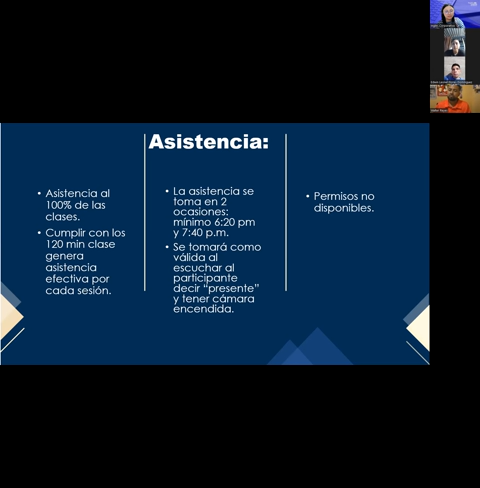 Asistencia:
• Asistencia al
100% de las
clases.
• Cumplir con los
120 min clase
genera
asistencia
efectiva por
cada sesión.
• La asistencia se
toma en 2
ocasiones:
mínimo 6:20 pm
y 7:40 p.m.
• Se tomará como
válida al
escuchar al
participante
decir “presente”
y tener cámara
encendida.
• Permisos no
disponibles.